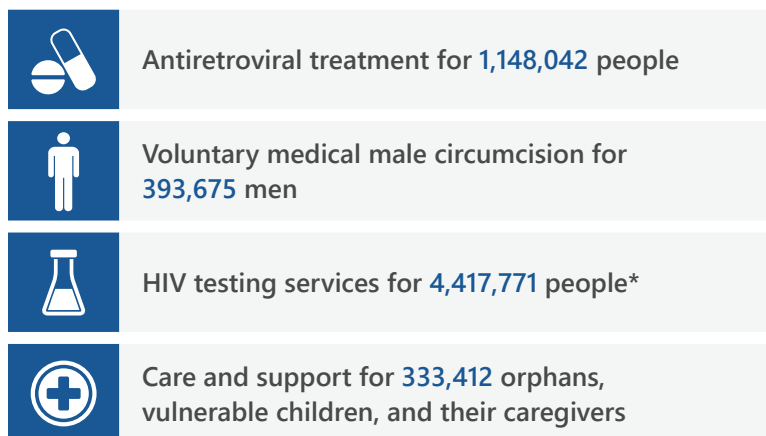 Antiretroviral treatment for 1,148,042 people
Voluntary medical male circumcision for
393,675 men
HIV testing services for 4,417,771 people*
Care and support for 333,412 orphans,
vulnerable children, and their caregivers